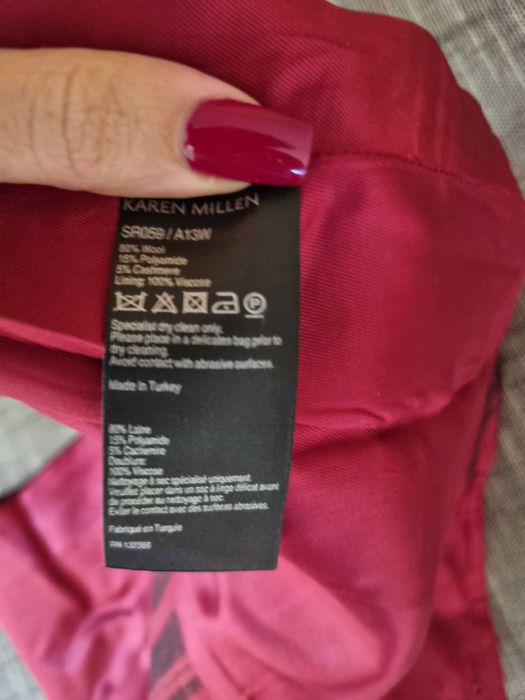 KAREN MILLEN
SR059 / A13W
80% Wool
15% Polyamide
5% Cashmere
Lining: 100% Viscose
P
Specialist dry clean only.
Please place in a delicates bag prior to
dry cleaning.
Avoid contact with abrasive surfaces.
Made in Turkey
80% Laine
15% Polyamide
5% Cachemire
Doublure:
100% Viscose
Nettoyage à sec spécialisé uniquement.
Veuillez placer dans un sac à linge délicat avant
de procéder au nettoyage à sec.
Eviter le contact avec des surfaces abrasives.
Fabriqué en Turquie
RN 132366